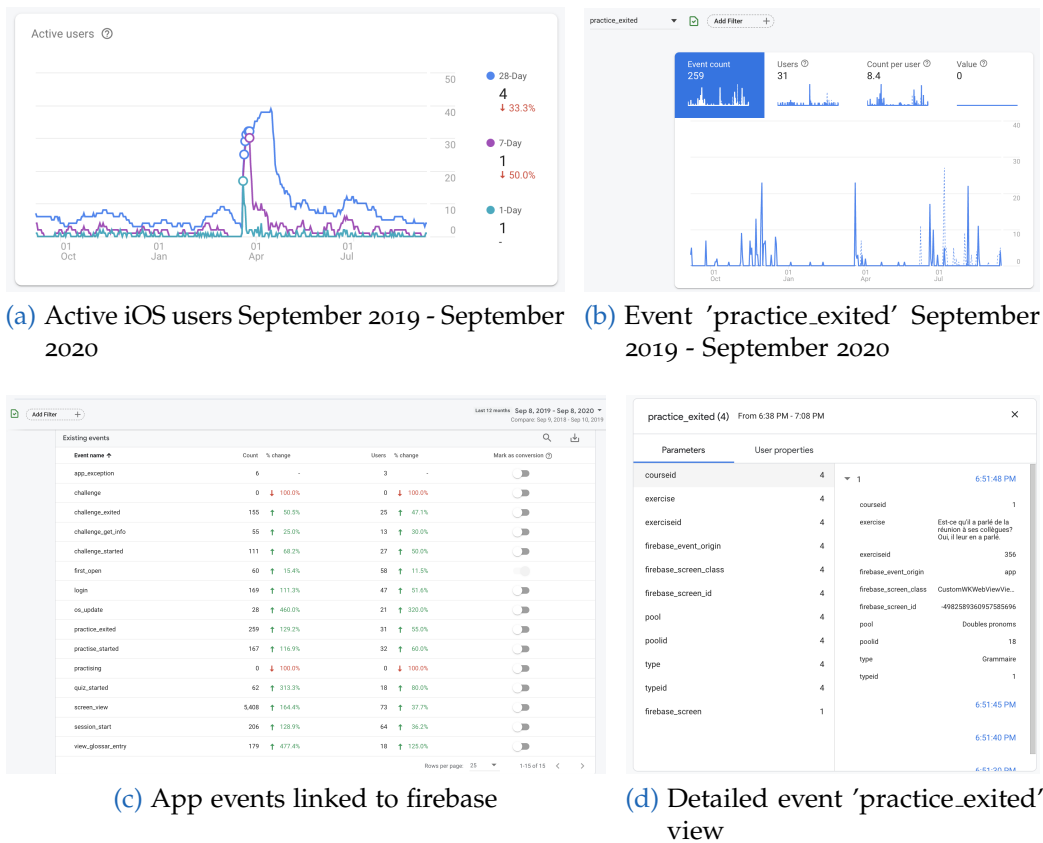 Active users
50
40
30
20
10
0
01 Oct
01 Jan
01 Apr
01 Jul
28-Day
4
↓ 33.3%
7-Day
1
↓ 50.0%
1-Day
1
-
(a) Active iOS users September 2019 - September
2020
practice_exited
Add Filter +
Event count
259
Users
31
Count per user
8.4
Value
0
40
30
20
10
0
01 Oct
01 Jan
01 Apr
01 Jul
(b) Event 'practice_exited' September
2019 - September 2020
Add Filter +
Last 13 months Sep 8, 2019 - Sep 8, 2020
Compare: Sep 9, 2018 - Sep 10, 2019
Existing events
Event name ↑ Count % change Users % change Mark as conversion
app_exception 6 - 3 -
challenge 0 ↓ 100.0% 0 ↓ 100.0%
challenge_exited 155 ↑ 50.5% 25 ↑ 47.1%
challenge_get_info 55 ↑ 25.0% 13 ↑ 30.0%
challenge_started 111 ↑ 68.2% 27 ↑ 50.0%
first_open 60 ↑ 15.4% 58 ↑ 11.5%
login 169 ↑ 111.3% 47 ↑ 51.6%
os_update 28 ↑ 460.0% 21 ↑ 320.0%
practice_exited 259 ↑ 129.2% 31 ↑ 55.0%
practise_started 167 ↑ 116.9% 32 ↑ 60.0%
practising 0 ↓ 100.0% 0 ↓ 100.0%
quiz_started 62 ↑ 313.3% 18 ↑ 80.0%
screen_view 5,408 ↑ 164.4% 73 ↑ 37.7%
session_start 206 ↑ 128.9% 64 ↑ 36.2%
view_glossar_entry 179 ↑ 477.4% 18 ↑ 125.0%
Rows per page: 25 1-15 of 15
(c) App events linked to firebase
practice_exited (4) From 6:38 PM - 7:08 PM
Parameters User properties
courseid 4
exercise 4
exerciseid 4
firebase_event_origin 4
firebase_screen_class 4
firebase_screen_id 4
pool 4
poolid 4
type 4
typeid 4
firebase_screen 1
1 6:51:48 PM
courseid 1
exercise Est-ce qu'il a parlé de la
réunion à ses collègues?
Oui, il leur en a parlé.
exerciseid 356
firebase_event_origin app
firebase_screen_class CustomWKWebViewVie...
firebase_screen_id -4982589360957585696
pool Doubles pronoms
poolid 18
type Grammaire
typeid 1
6:51:45 PM
6:51:40 PM
6:51:30 PM
(d) Detailed event 'practice_exited'
view